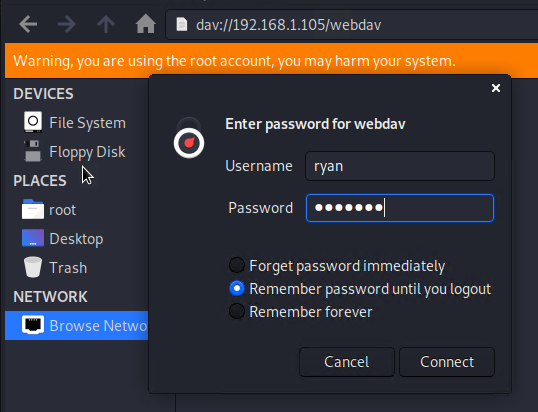 dav://192.168.1.105/webdav
Warning, you are using the root account, you may harm your system.
DEVICES
File System
Floppy Disk
PLACES
root
Desktop
Trash
NETWORK
Browse Netwo
Enter password for webdav
Username ryan
Password ●●●●●●●
Forget password immediately
Remember password until you logout
Remember forever
Cancel Connect